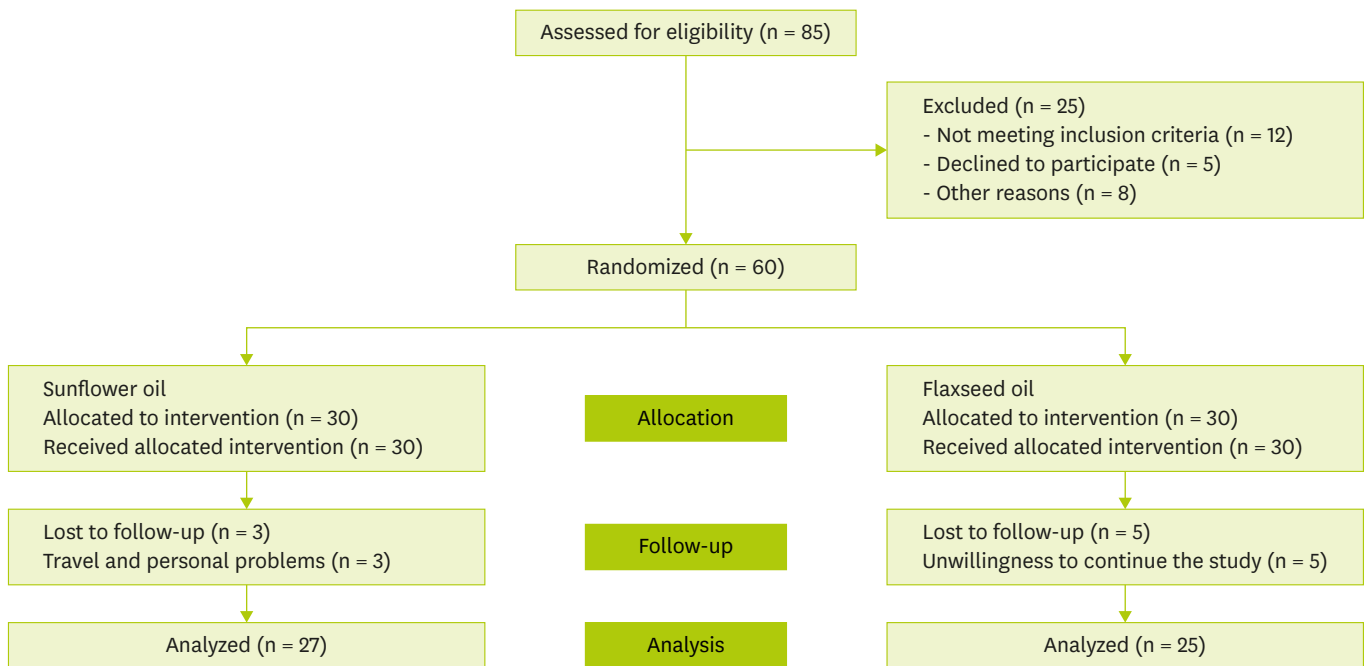 Assessed for eligibility (n = 85)
Excluded (n = 25)
- Not meeting inclusion criteria (n = 12)
- Declined to participate (n = 5)
- Other reasons (n = 8)
Randomized (n = 60)
Sunflower oil
Allocated to intervention (n = 30)
Received allocated intervention (n = 30)
Allocation
Flaxseed oil
Allocated to intervention (n = 30)
Received allocated intervention (n = 30)
Lost to follow-up (n = 3)
Travel and personal problems (n = 3)
Follow-up
Lost to follow-up (n = 5)
Unwillingness to continue the study (n = 5)
Analyzed (n = 27)
Analysis
Analyzed (n = 25)